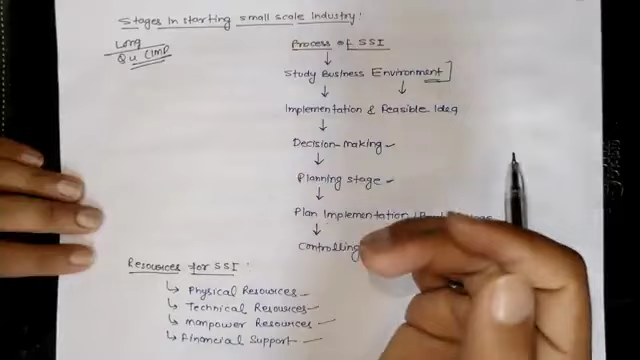 Stages In starting small scale Industry:
Long
Qu (IMP
Process of SSI
Study Business Environment
Implementation & Feasible Idea
Decision-making
Planning stage
Plan Implementation
Controlling
Resources for SSI:
Physical Resources
Technical Resources
manpower Resources
Financial Support